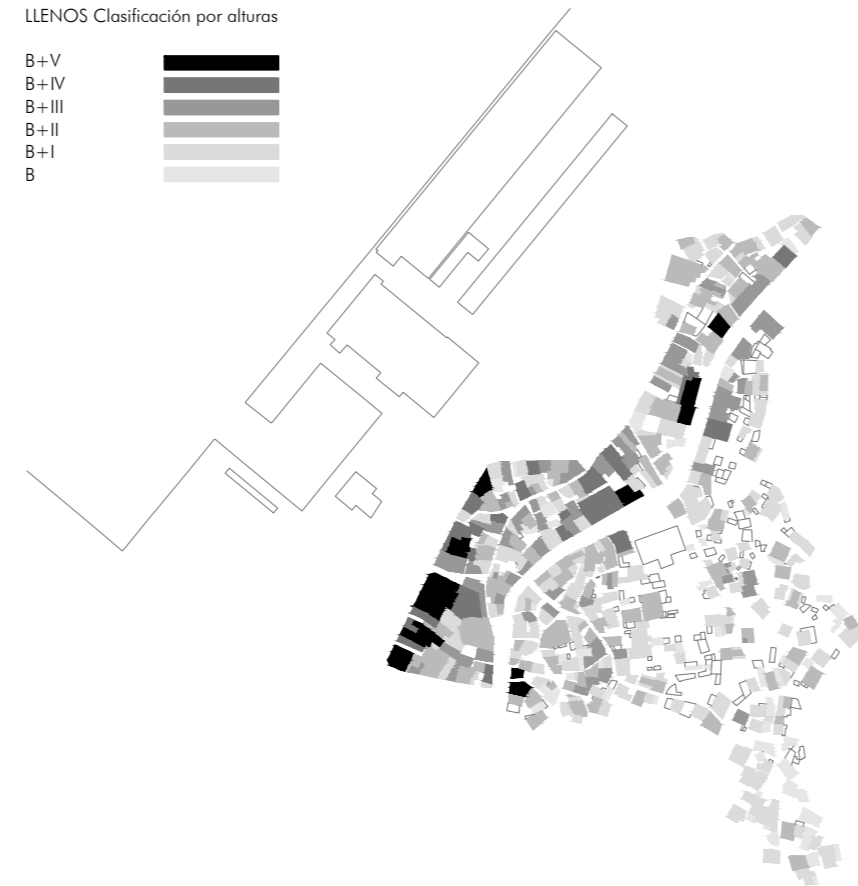 LLENOS Clasificación por alturas
B+V
B+IV
B+III
B+II
B+I
B